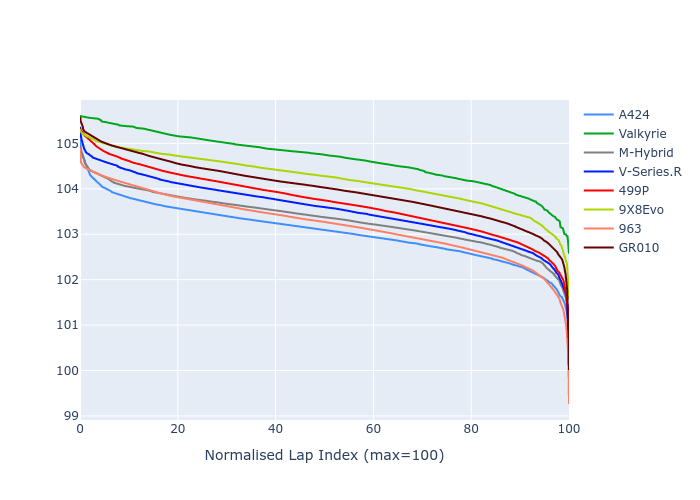 105
104
103
102
101
100
99
0 20 40 60 80 100
Normalised Lap Index (max=100)
A424
Valkyrie
M-Hybrid
V-Series.R
499P
9X8Evo
963
GR010